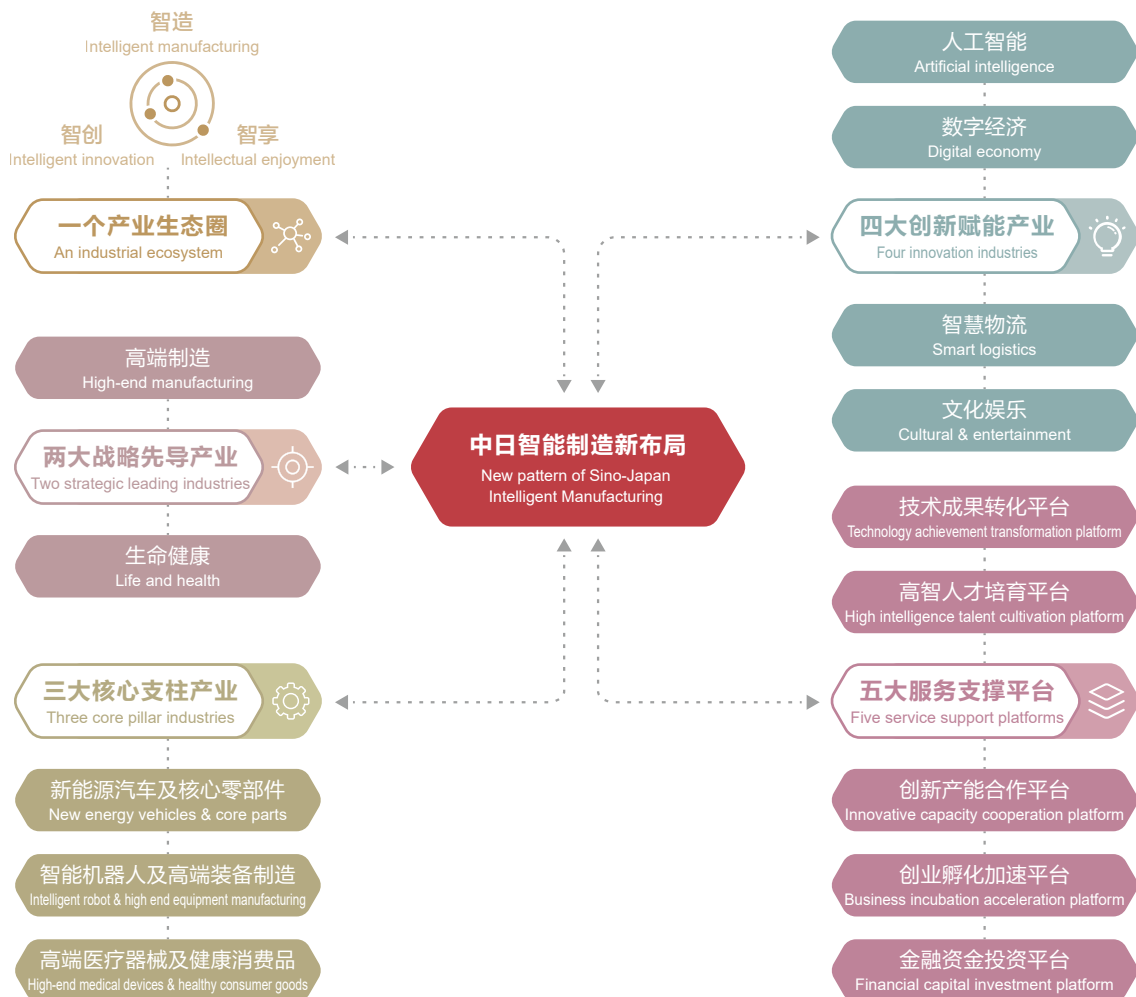 智造
Intelligent manufacturing
智创
Intelligent innovation
智享
Intellectual enjoyment
一个产业生态圈
An industrial ecosystem
高端制造
High-end manufacturing
两大战略先导产业
Two strategic leading industries
生命健康
Life and health
三大核心支柱产业
Three core pillar industries
新能源汽车及核心零部件
New energy vehicles & core parts
智能机器人及高端装备制造
Intelligent robot & high end equipment manufacturing
高端医疗器械及健康消费品
High-end medical devices & healthy consumer goods
中日智能制造新布局
New pattern of Sino-Japan
Intelligent Manufacturing
人工智能
Artificial intelligence
数字经济
Digital economy
四大创新赋能产业
Four innovation industries
智慧物流
Smart logistics
文化娱乐
Cultural & entertainment
技术成果转化平台
Technology achievement transformation platform
高智人才培育平台
High intelligence talent cultivation platform
五大服务支撑平台
Five service support platforms
创新产能合作平台
Innovative capacity cooperation platform
创业孵化加速平台
Business incubation acceleration platform
金融资金投资平台
Financial capital investment platform